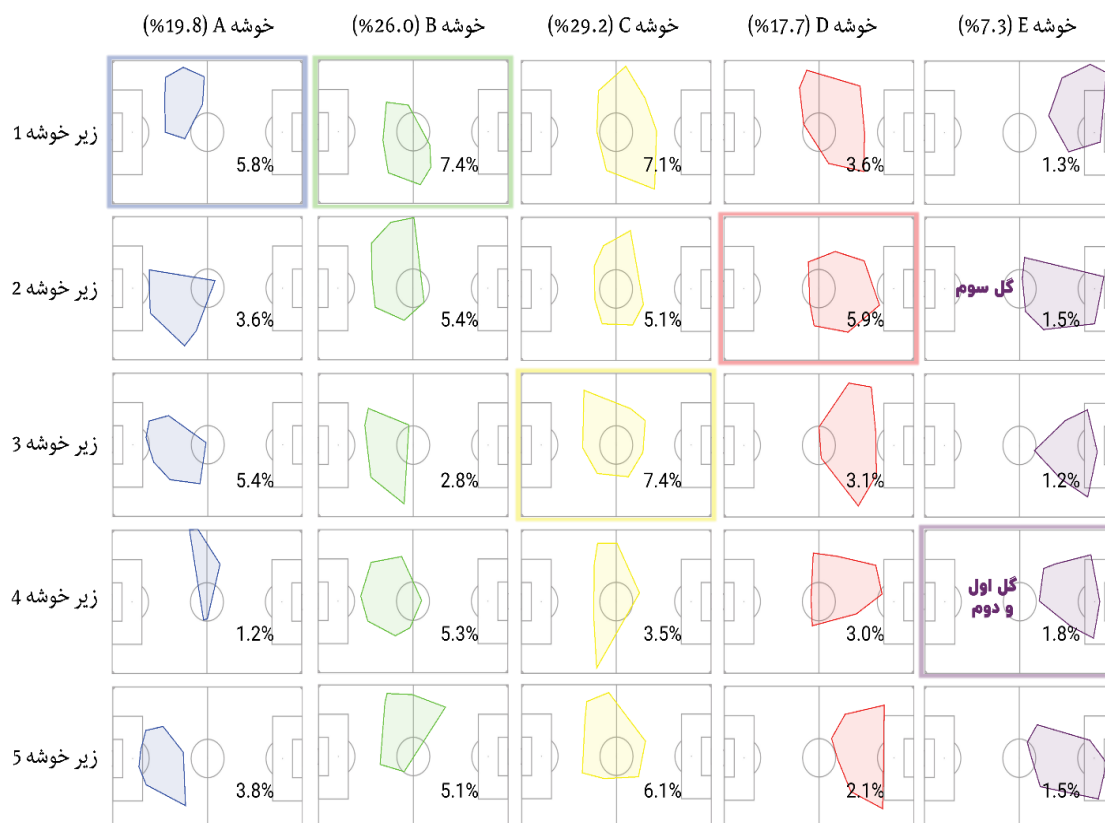 خوشه A (%19.8)
خوشه B (%26.0)
خوشه C (%29.2)
خوشه D (%17.7)
خوشه E (%7.3)
زیر خوشه 1
5.8%
7.4%
7.1%
3.6%
1.3%
زیر خوشه 2
3.6%
5.4%
5.1%
5.9%
گل سوم
1.5%
زیر خوشه 3
5.4%
2.8%
7.4%
3.1%
1.2%
زیر خوشه 4
1.2%
5.3%
3.5%
3.0%
گل اول
و دوم
1.8%
زیر خوشه 5
3.8%
5.1%
6.1%
2.1%
1.5%